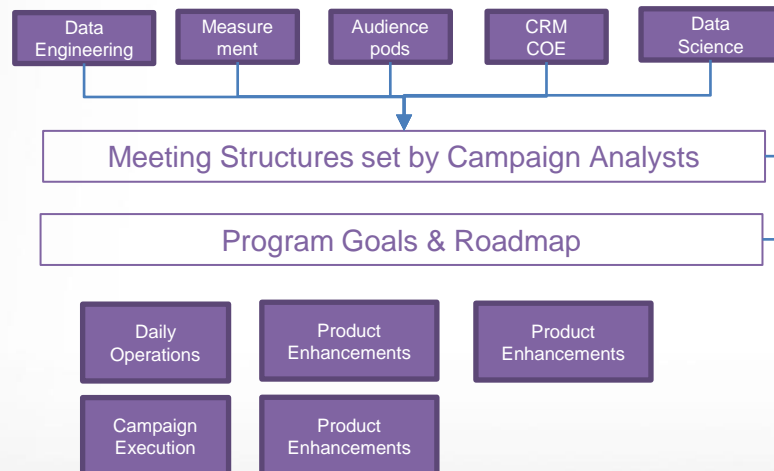 Data
Engineering
Measure
ment
Audience
pods
CRM
COE
Data
Science
Meeting Structures set by Campaign Analysts
Program Goals & Roadmap
Daily
Operations
Product
Enhancements
Product
Enhancements
Campaign
Execution
Product
Enhancements